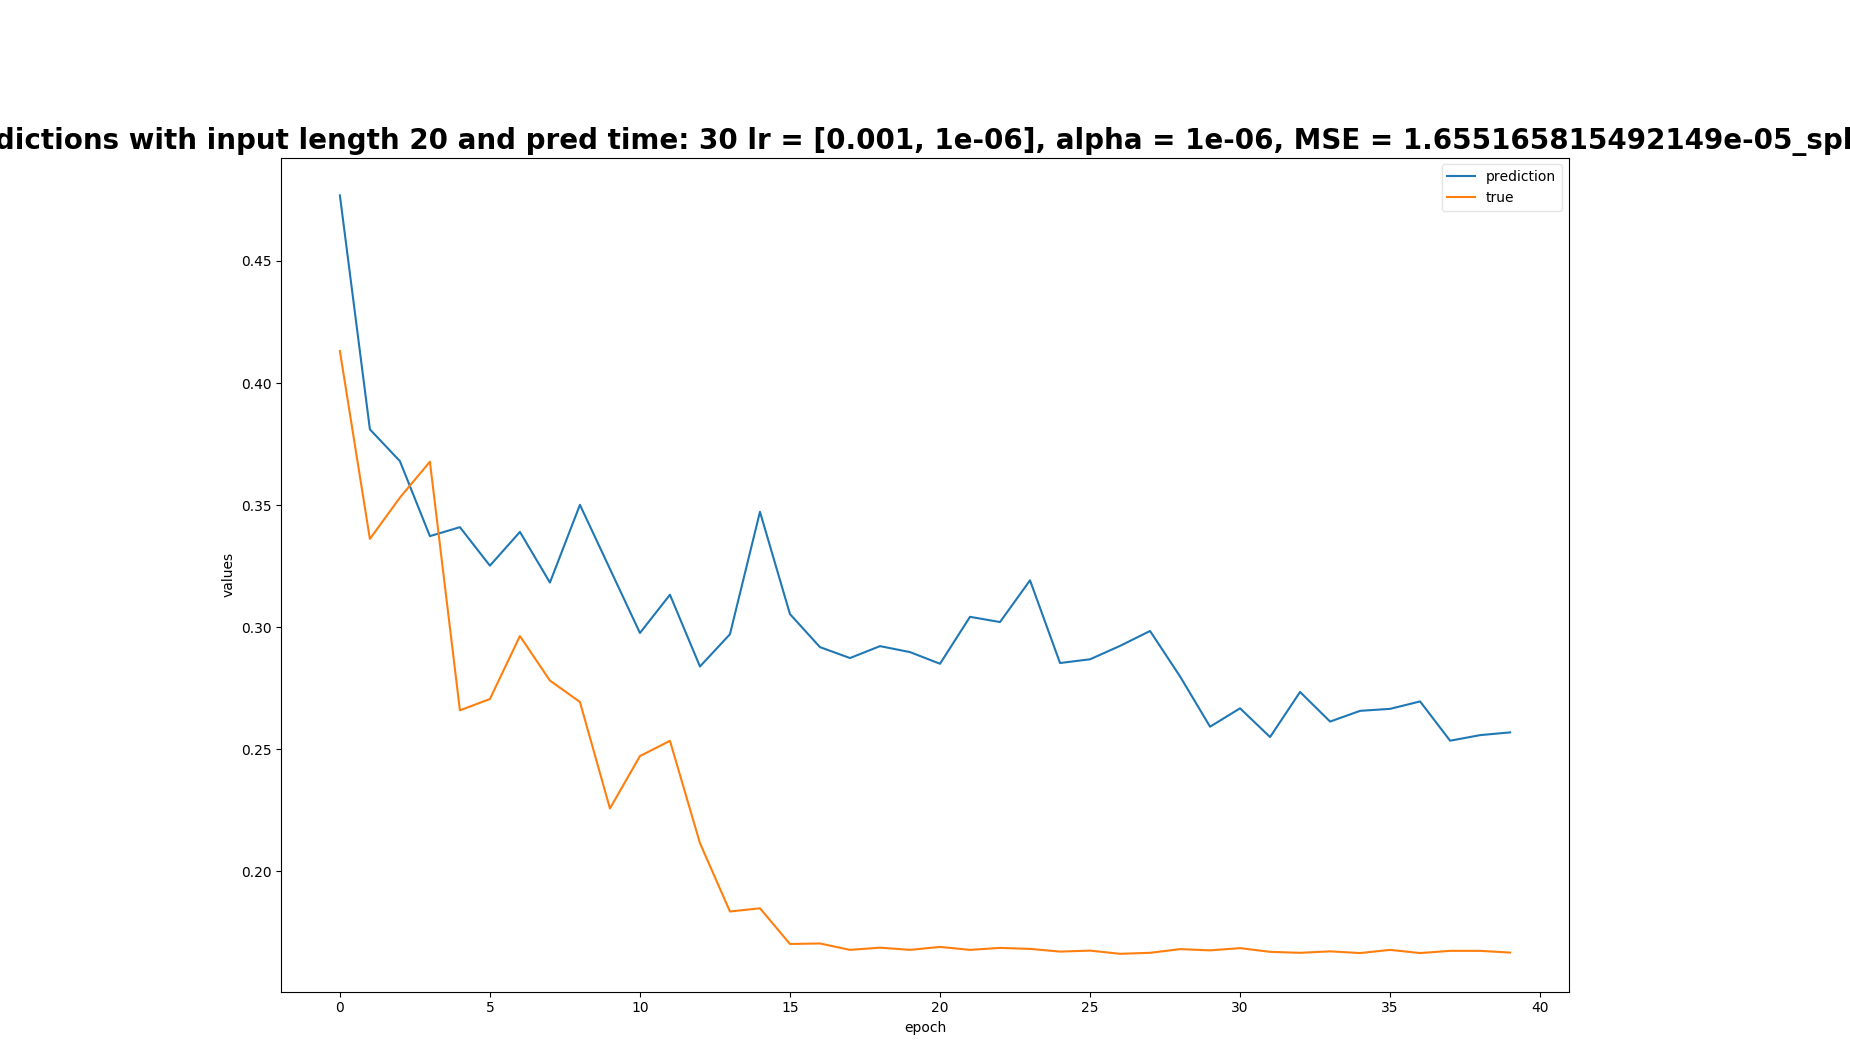 dictions with input length 20 and pred time: 30 lr = [0.001, 1e-06], alpha = 1e-06, MSE = 1.655165815492149e-05_spl
prediction
true
0.45
0.40
0.35
0.30
0.25
0.20
values
0 5 10 15 20 25 30 35 40
epoch